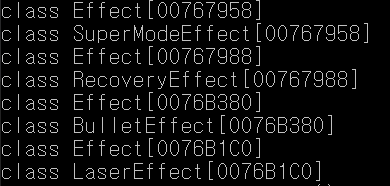 class Effect[00767958]
class SuperModeEffect[00767958]
class Effect[00767988]
class RecoveryEffect[00767988]
class Effect[0076B380]
class BulletEffect[0076B380]
class Effect[0076B1C0]
class LaserEffect[0076B1C0]